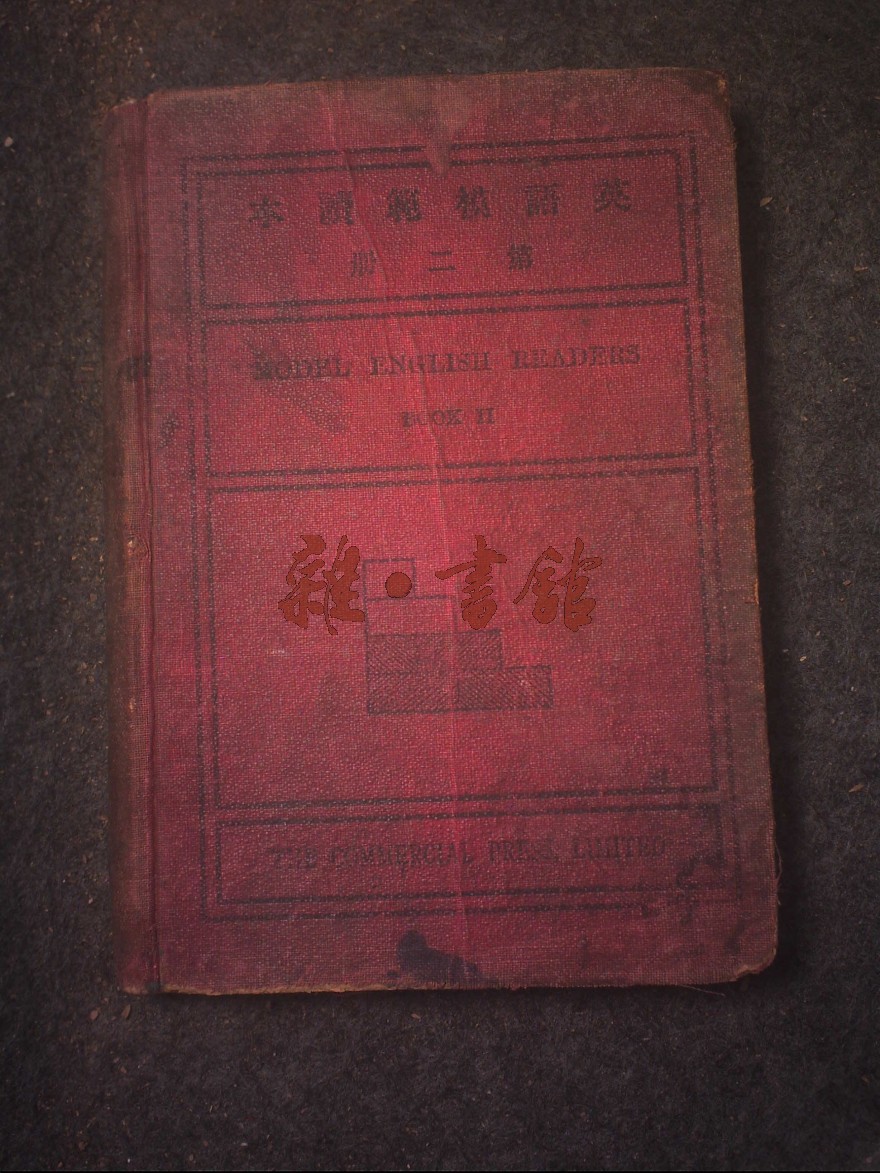 英語模範讀本
第二册
MODEL ENGLISH READERS
BOOK II
雜·書館
THE COMMERCIAL PRESS, LIMITED